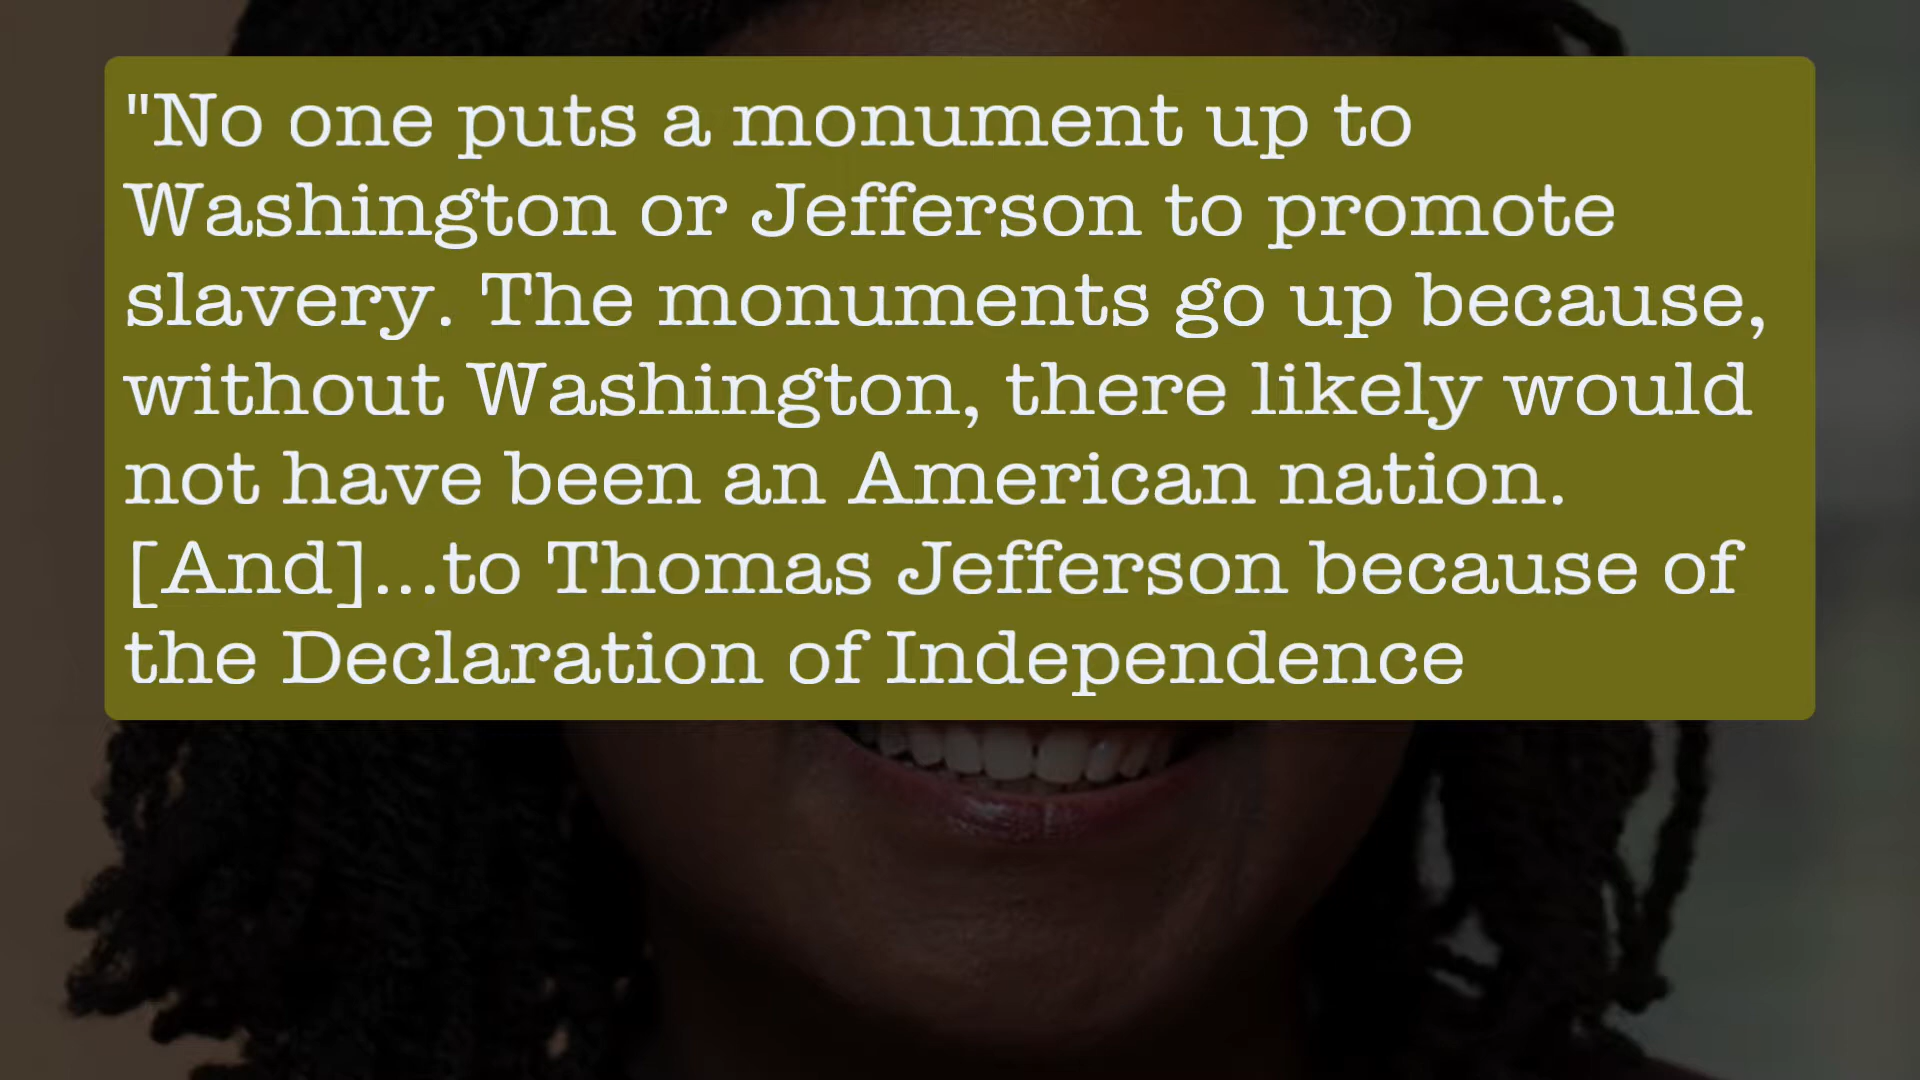 "No one puts a monument up to
Washington or Jefferson to promote
slavery. The monuments go up because,
without Washington, there likely would
not have been an American nation.
[And]...to Thomas Jefferson because of
the Declaration of Independence